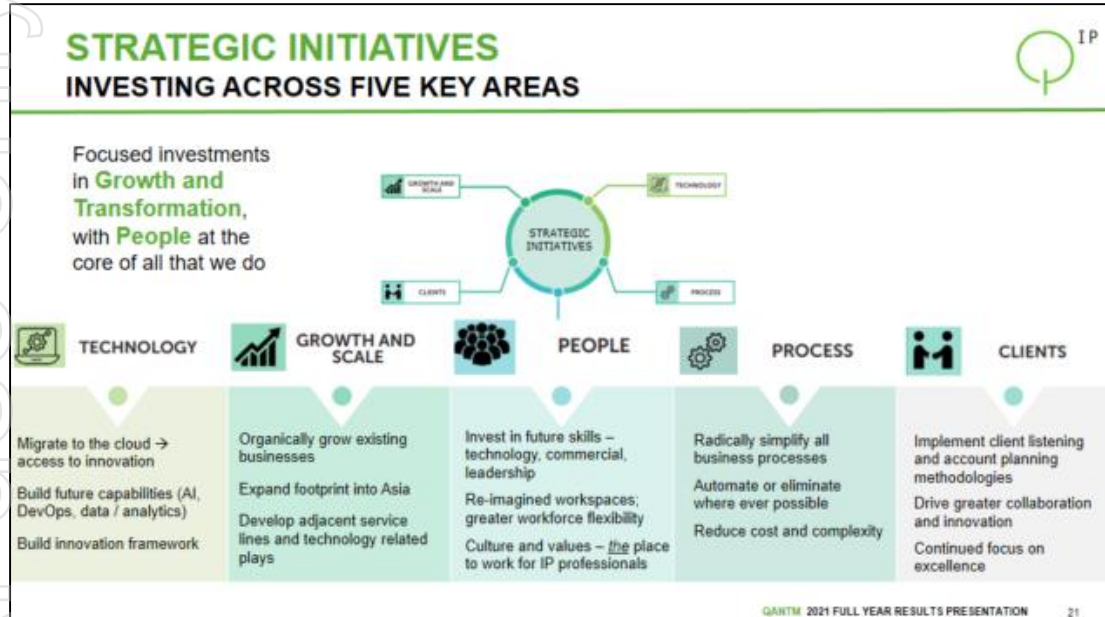 STRATEGIC INITIATIVES
INVESTING ACROSS FIVE KEY AREAS
IP
Focused investments
in Growth and
Transformation,
with People at the
core of all that we do
GROWTH AND
SCALE
TECHNOLOGY
STRATEGIC
INITIATIVES
CLIENTS
PROCESS
TECHNOLOGY
Migrate to the cloud →
access to innovation
Build future capabilities (AI,
DevOps, data / analytics)
Build innovation framework
GROWTH AND
SCALE
Organically grow existing
businesses
Expand footprint into Asia
Develop adjacent service
lines and technology related
plays
PEOPLE
Invest in future skills –
technology, commercial,
leadership
Re-imagined workspaces;
greater workforce flexibility
Culture and values – the place
to work for IP professionals
PROCESS
Radically simplify all
business processes
Automate or eliminate
where ever possible
Reduce cost and complexity
CLIENTS
Implement client listening
and account planning
methodologies
Drive greater collaboration
and innovation
Continued focus on
excellence
QANTM 2021 FULL YEAR RESULTS PRESENTATION 21